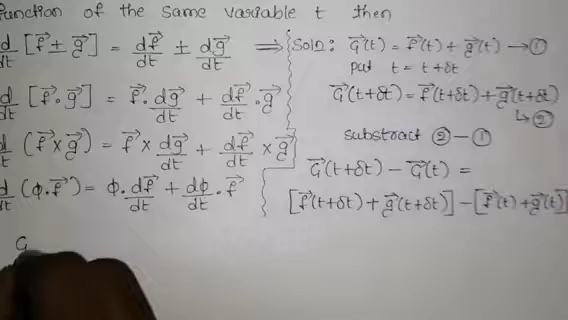 function of the same variable t then
d/dt [f⃗ ± g⃗] = df⃗/dt ± dg⃗/dt ⟹
d/dt [f⃗ · g⃗] = f⃗ · dg⃗/dt + df⃗/dt · g⃗
d/dt (f⃗ × g⃗) = f⃗ × dg⃗/dt + df⃗/dt × g⃗
d/dt (ϕ · f⃗) = ϕ · df⃗/dt + dϕ/dt · f⃗
G
Soln: G⃗(t) = f⃗(t) + g⃗(t) → ①
put t = t + δt
G⃗(t+δt) = f⃗(t+δt) + g⃗(t+δt)
↳ ②
substract ② − ①
G⃗(t+δt) − G⃗(t) =
[f⃗(t+δt) + g⃗(t+δt)] − [f⃗(t) + g⃗(t)]